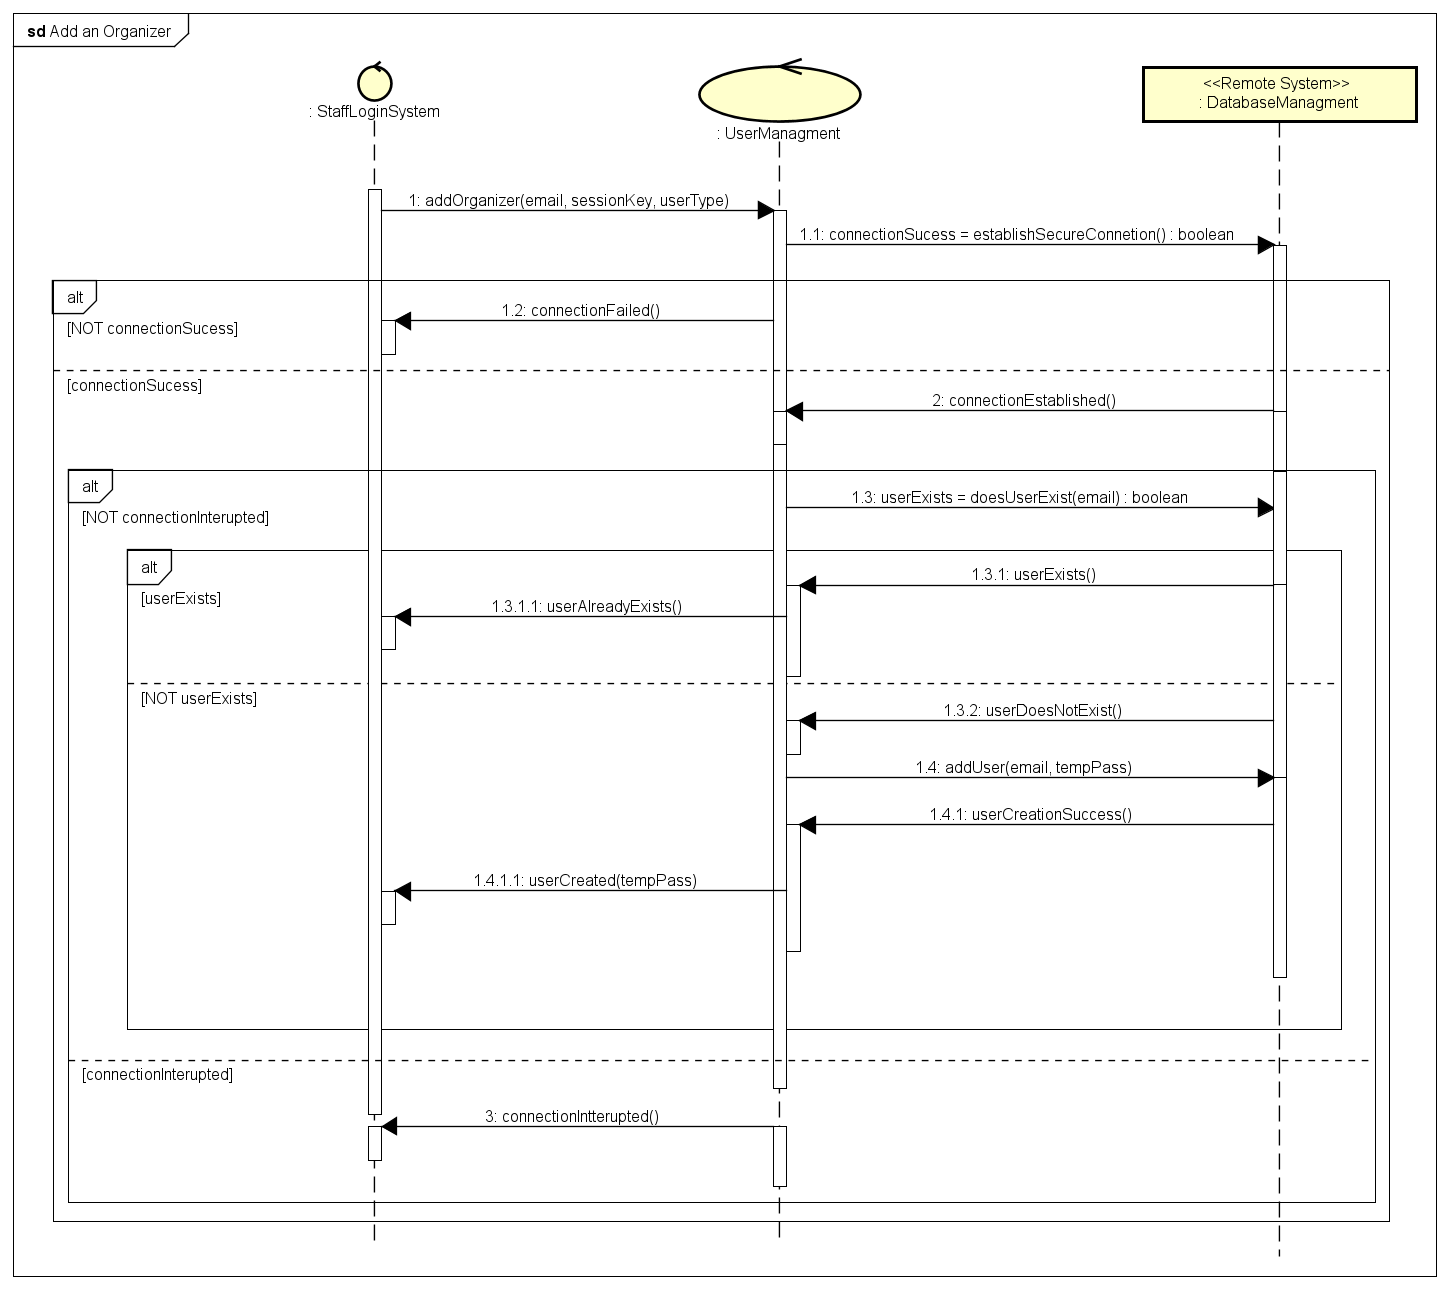 sd Add an Organizer
: StaffLoginSystem
: UserManagment
<<Remote System>>
: DatabaseManagment
1: addOrganizer(email, sessionKey, userType)
1.1: connectionSucess = establishSecureConnetion() : boolean
alt
[NOT connectionSucess]
1.2: connectionFailed()
[connectionSucess]
2: connectionEstablished()
alt
[NOT connectionInterupted]
1.3: userExists = doesUserExist(email) : boolean
alt
[userExists]
1.3.1: userExists()
1.3.1.1: userAlreadyExists()
[NOT userExists]
1.3.2: userDoesNotExist()
1.4: addUser(email, tempPass)
1.4.1: userCreationSuccess()
1.4.1.1: userCreated(tempPass)
[connectionInterupted]
3: connectionIntterupted()